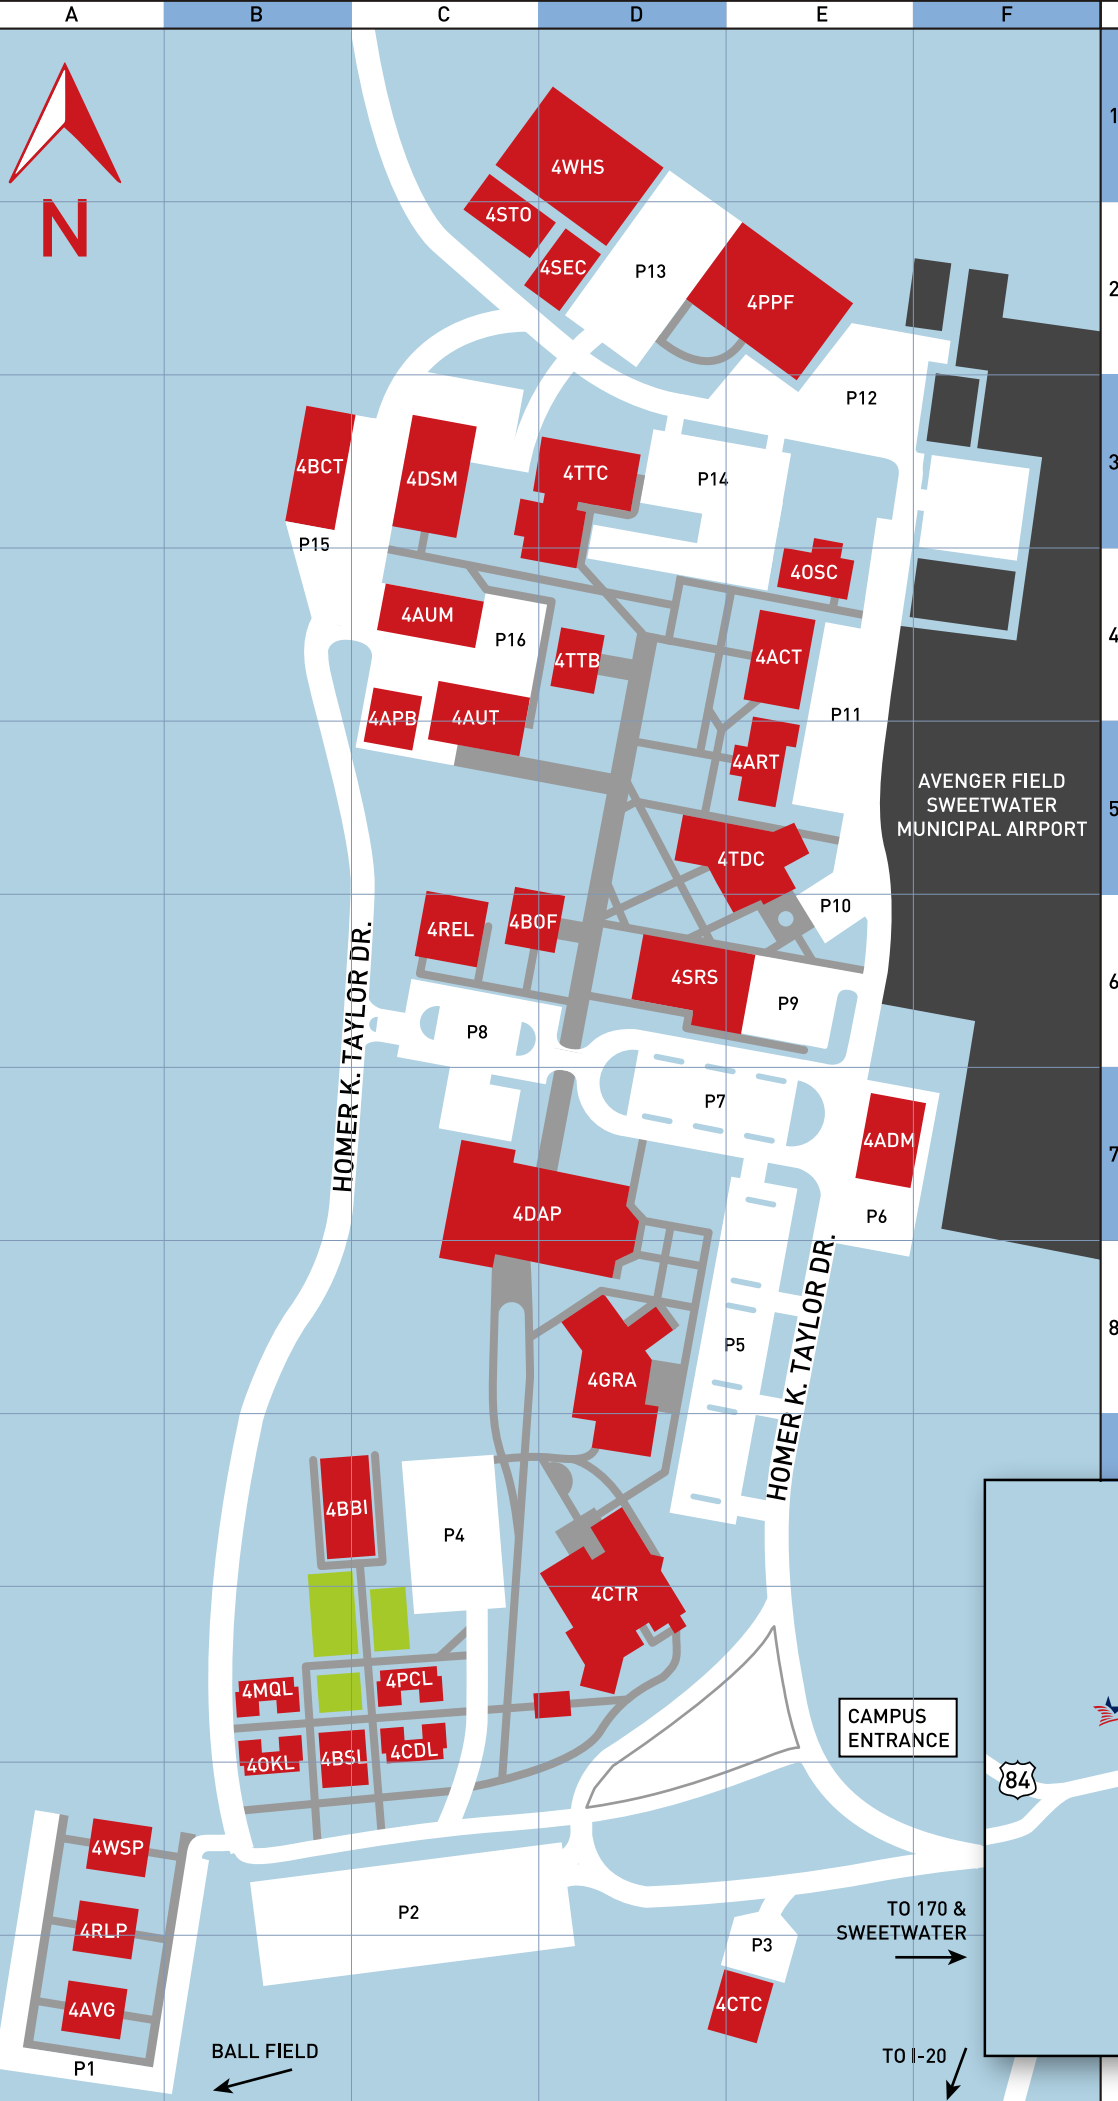 A B C D E F
1
4WHS
N
4STO
4SEC
P13
2
4PPF
P12
3
4BCT
4DSM
4TTC
P14
P15
4OSC
4AUM
P16
4
4TTB
4ACT
P11
4APB
4AUT
4ART
AVENGER FIELD
SWEETWATER
MUNICIPAL AIRPORT
5
4TDC
P10
4REL
4BOF
4SRS
6
P9
P8
HOMER K. TAYLOR DR.
P7
4ADM
7
4DAP
P6
HOMER K. TAYLOR DR.
8
P5
4GRA
4BBI
P4
4CTR
4MQL
4PCL
CAMPUS
ENTRANCE
4OKL
4BSL
4CDL
84
4WSP
P2
TO 170 &
SWEETWATER
4RLP
P3
4AVG
4CTC
BALL FIELD
TO I-20
P1